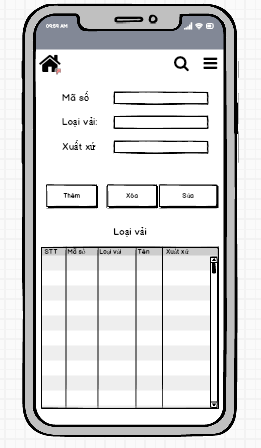 09:59 AM
Mã số
Loại vải:
Xuất xứ
Thêm Xóa Sửa
Loại vải
STT Mã số Loại vải Tên Xuất xứ